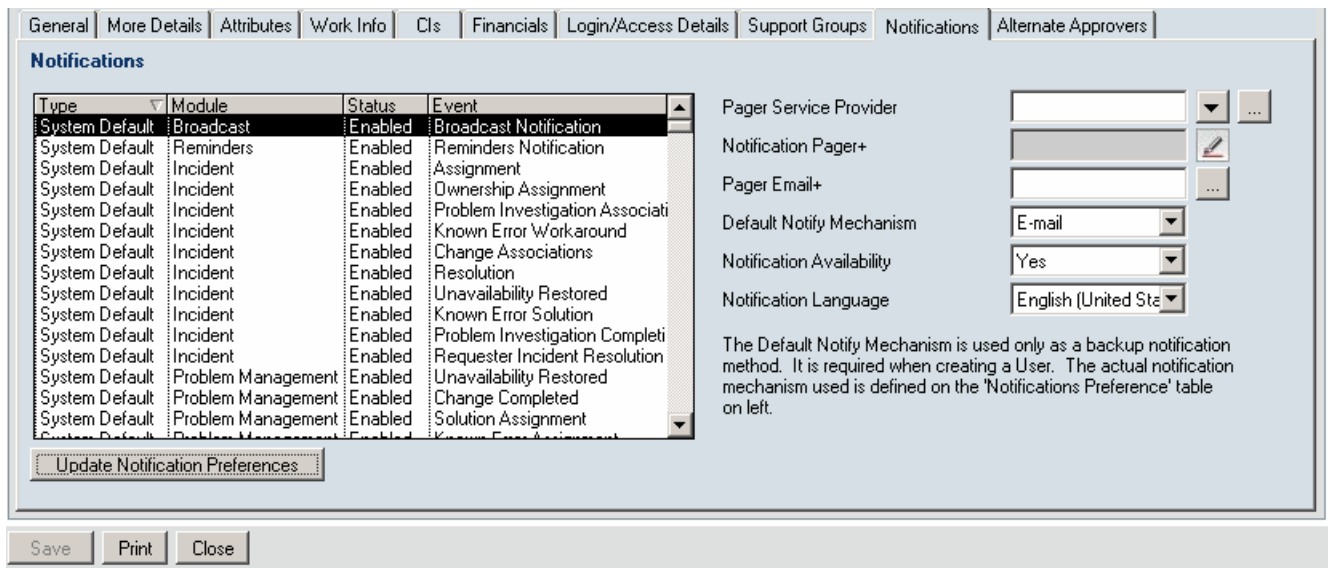 General More Details Attributes Work Info CIs Financials Login/Access Details Support Groups Notifications Alternate Approvers
Notifications
Type Module Status Event
System Default Broadcast Enabled Broadcast Notification
System Default Reminders Enabled Reminders Notification
System Default Incident Enabled Assignment
System Default Incident Enabled Ownership Assignment
System Default Incident Enabled Problem Investigation Associati
System Default Incident Enabled Known Error Workaround
System Default Incident Enabled Change Associations
System Default Incident Enabled Resolution
System Default Incident Enabled Unavailability Restored
System Default Incident Enabled Known Error Solution
System Default Incident Enabled Problem Investigation Completi
System Default Incident Enabled Requester Incident Resolution
System Default Problem Management Enabled Unavailability Restored
System Default Problem Management Enabled Change Completed
System Default Problem Management Enabled Solution Assignment
System Default Problem Management Enabled Known Error Assignment
Update Notification Preferences
Pager Service Provider ...
Notification Pager+
Pager Email+ ...
Default Notify Mechanism E-mail
Notification Availability Yes
Notification Language English (United Sta
The Default Notify Mechanism is used only as a backup notification
method. It is required when creating a User. The actual notification
mechanism used is defined on the 'Notifications Preference' table
on left.
Save Print Close